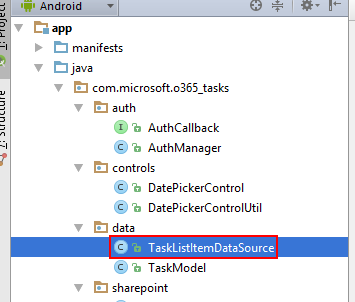 Android
1: Project
7: Structure
app
manifests
java
com.microsoft.o365_tasks
auth
I AuthCallback
C AuthManager
controls
C DatePickerControl
C DatePickerControlUtil
data
C TaskListItemDataSource
C TaskModel
sharepoint